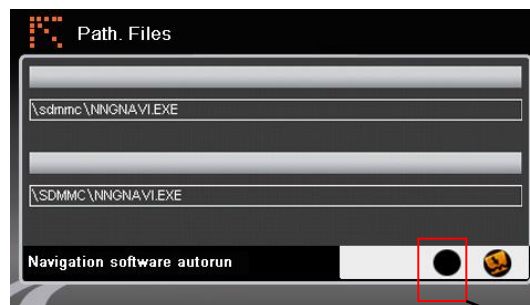 Path. Files
\sdmmc\NNGNAVI.EXE
\SDMMC\NNGNAVI.EXE
Navigation software autorun